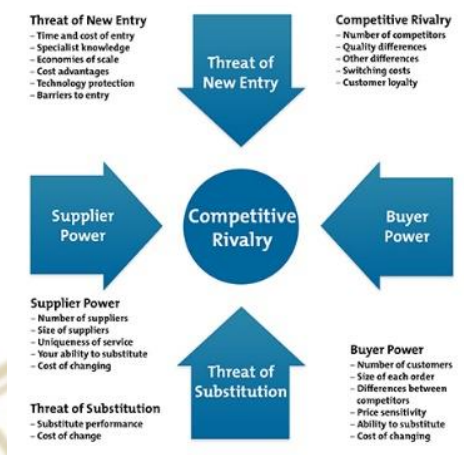 Threat of New Entry
– Time and cost of entry
– Specialist knowledge
– Economies of scale
– Cost advantages
– Technology protection
– Barriers to entry
Threat of
New Entry
Competitive Rivalry
– Number of competitors
– Quality differences
– Other differences
– Switching costs
– Customer loyalty
Supplier
Power
Competitive
Rivalry
Buyer
Power
Supplier Power
– Number of suppliers
– Size of suppliers
– Uniqueness of service
– Your ability to substitute
– Cost of changing
Threat of Substitution
– Substitute performance
– Cost of change
Threat of
Substitution
Buyer Power
– Number of customers
– Size of each order
– Differences between
competitors
– Price sensitivity
– Ability to substitute
– Cost of changing